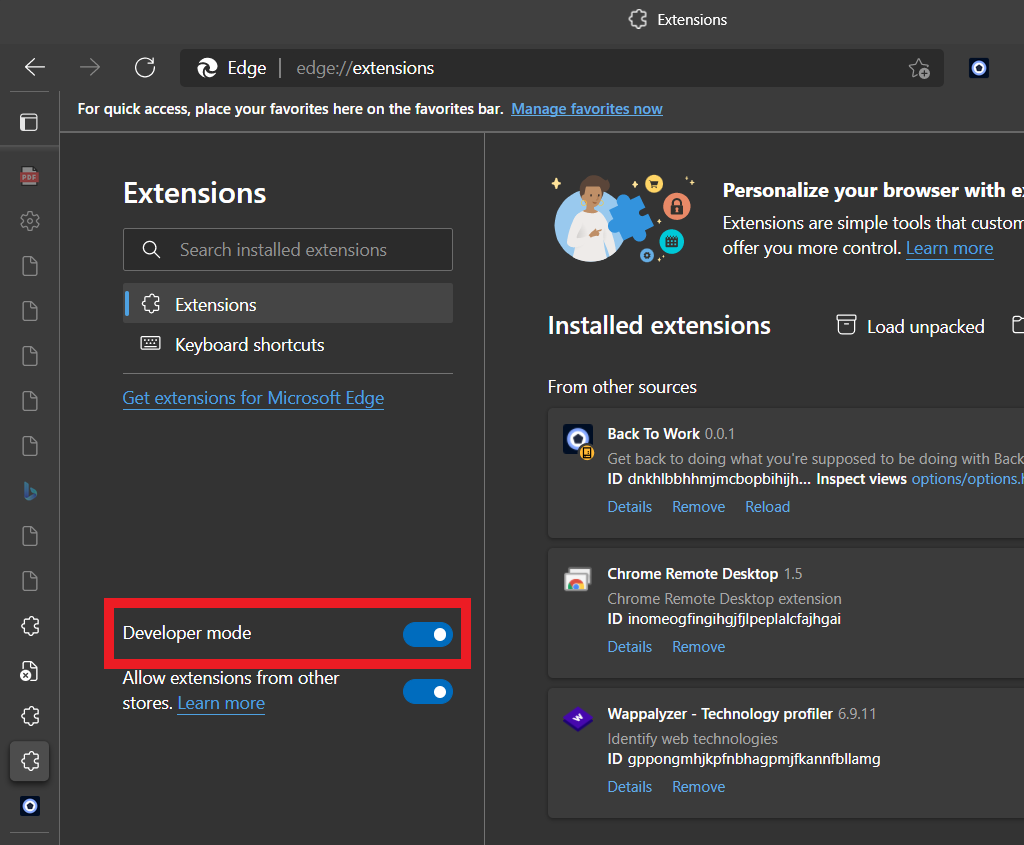 Extensions
Edge | edge://extensions
For quick access, place your favorites here on the favorites bar. Manage favorites now
PDF
Extensions
Search installed extensions
Extensions
Keyboard shortcuts
Get extensions for Microsoft Edge
Developer mode
Allow extensions from other
stores. Learn more
Personalize your browser with ex
Extensions are simple tools that custom
offer you more control. Learn more
Installed extensions
Load unpacked
From other sources
Back To Work 0.0.1
Get back to doing what you're supposed to be doing with Back
ID dnkhlbbhhmjmcbopbihijh... Inspect views options/options.h
Details Remove Reload
Chrome Remote Desktop 1.5
Chrome Remote Desktop extension
ID inomeogfingihgjfjlpeplalcfajhgai
Details Remove
Wappalyzer - Technology profiler 6.9.11
Identify web technologies
ID gppongmhjkpfnbhagpmjfkannfbllamg
Details Remove